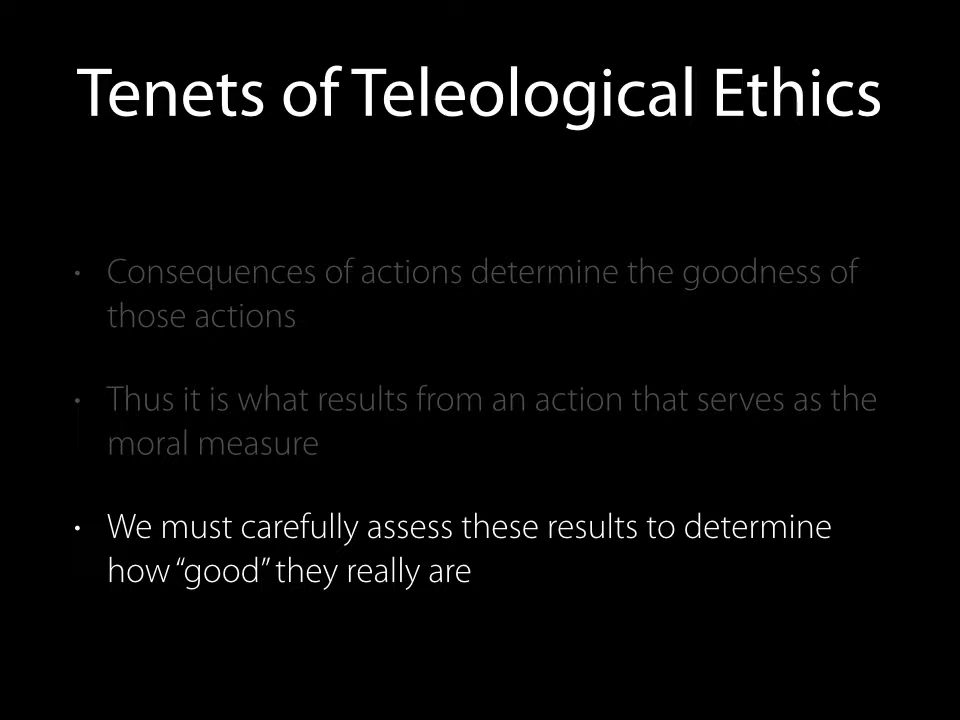 Tenets of Teleological Ethics
• Consequences of actions determine the goodness of
those actions
• Thus it is what results from an action that serves as the
moral measure
• We must carefully assess these results to determine
how “good” they really are